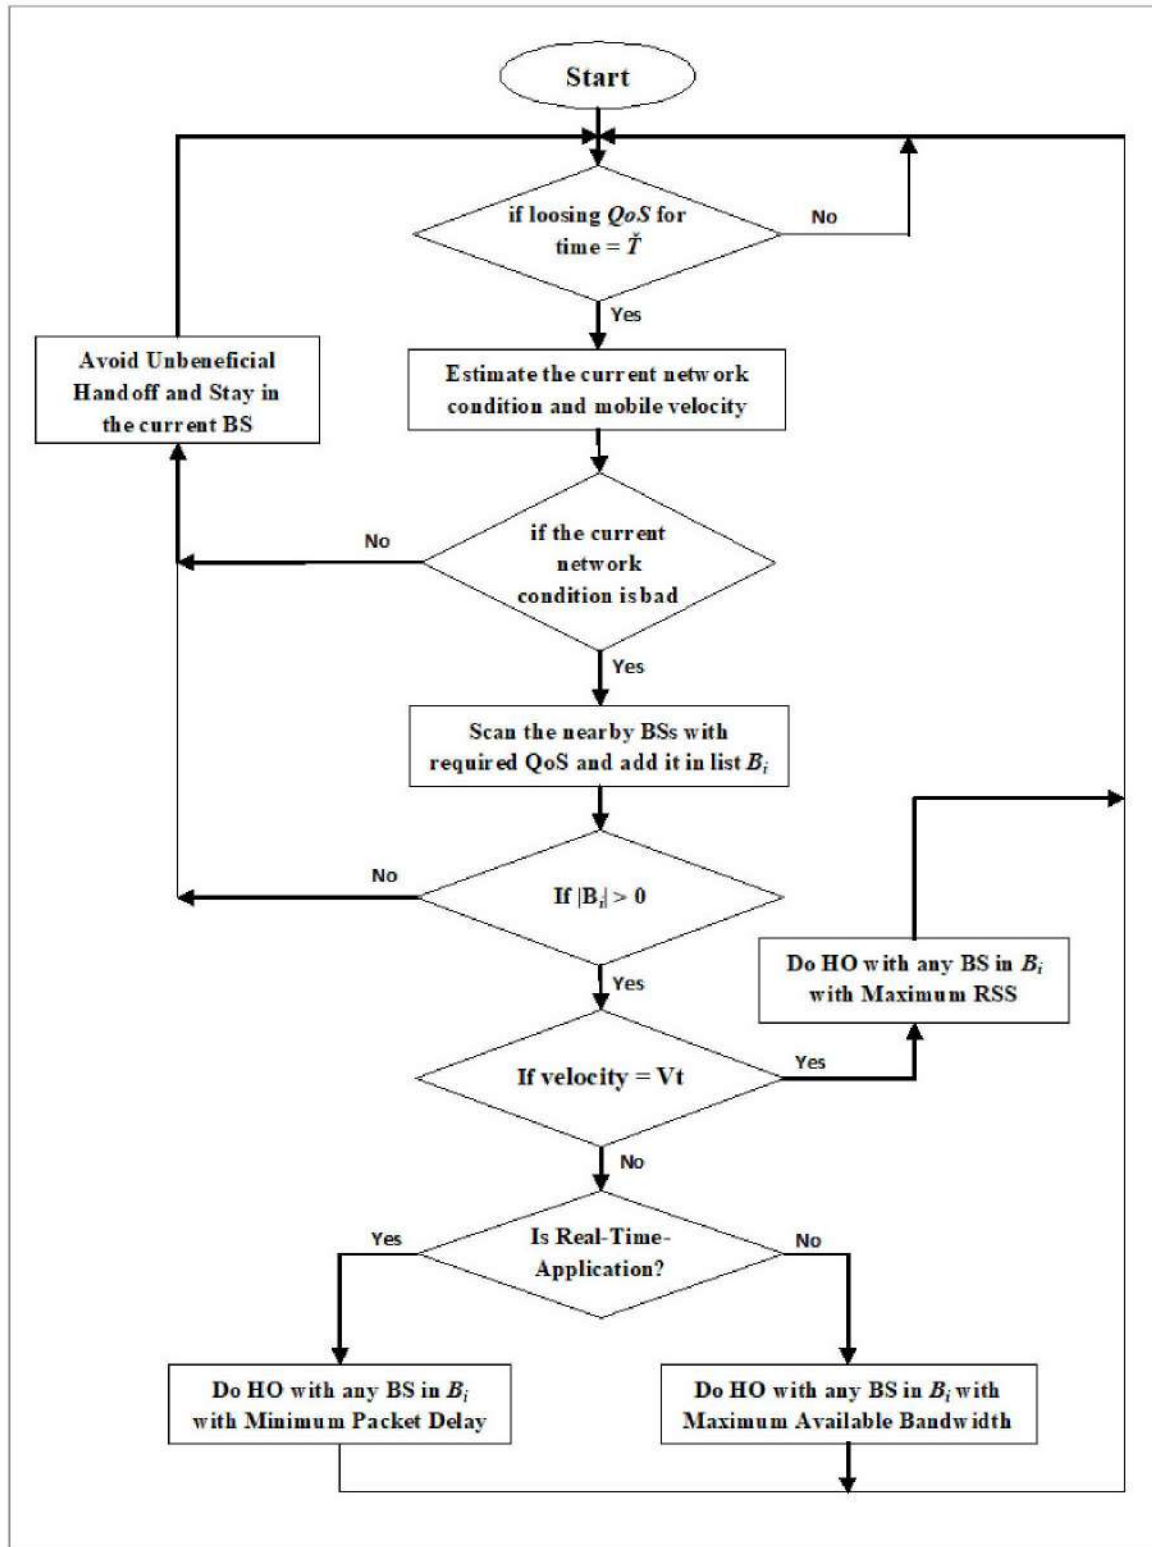 Start
if loosing QoS for
time = Ť
No
Yes
Avoid Unbeneficial
Handoff and Stay in
the current BS
Estimate the current network
condition and mobile velocity
No
if the current
network
condition is bad
Yes
Scan the nearby BSs with
required QoS and add it in list Bi
No
If |Bi| > 0
Yes
Do HO with any BS in Bi
with Maximum RSS
If velocity = Vt
Yes
No
Yes
Is Real-Time-
Application?
No
Do HO with any BS in Bi
with Minimum Packet Delay
Do HO with any BS in Bi with
Maximum Available Bandwidth